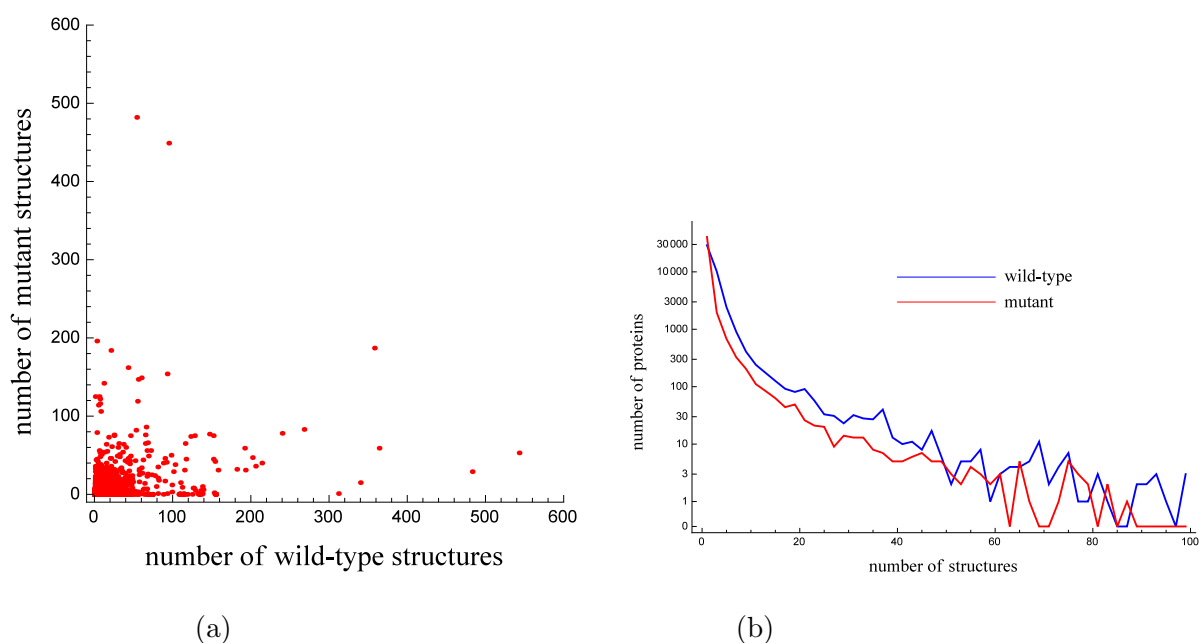 600
500
400
300
200
100
0
number of mutant structures
0 100 200 300 400 500 600
number of wild-type structures
(a)
30 000
10 000
3000
1000
300
100
30
10
3
1
0
number of proteins
wild-type
mutant
0 20 40 60 80 100
number of structures
(b)